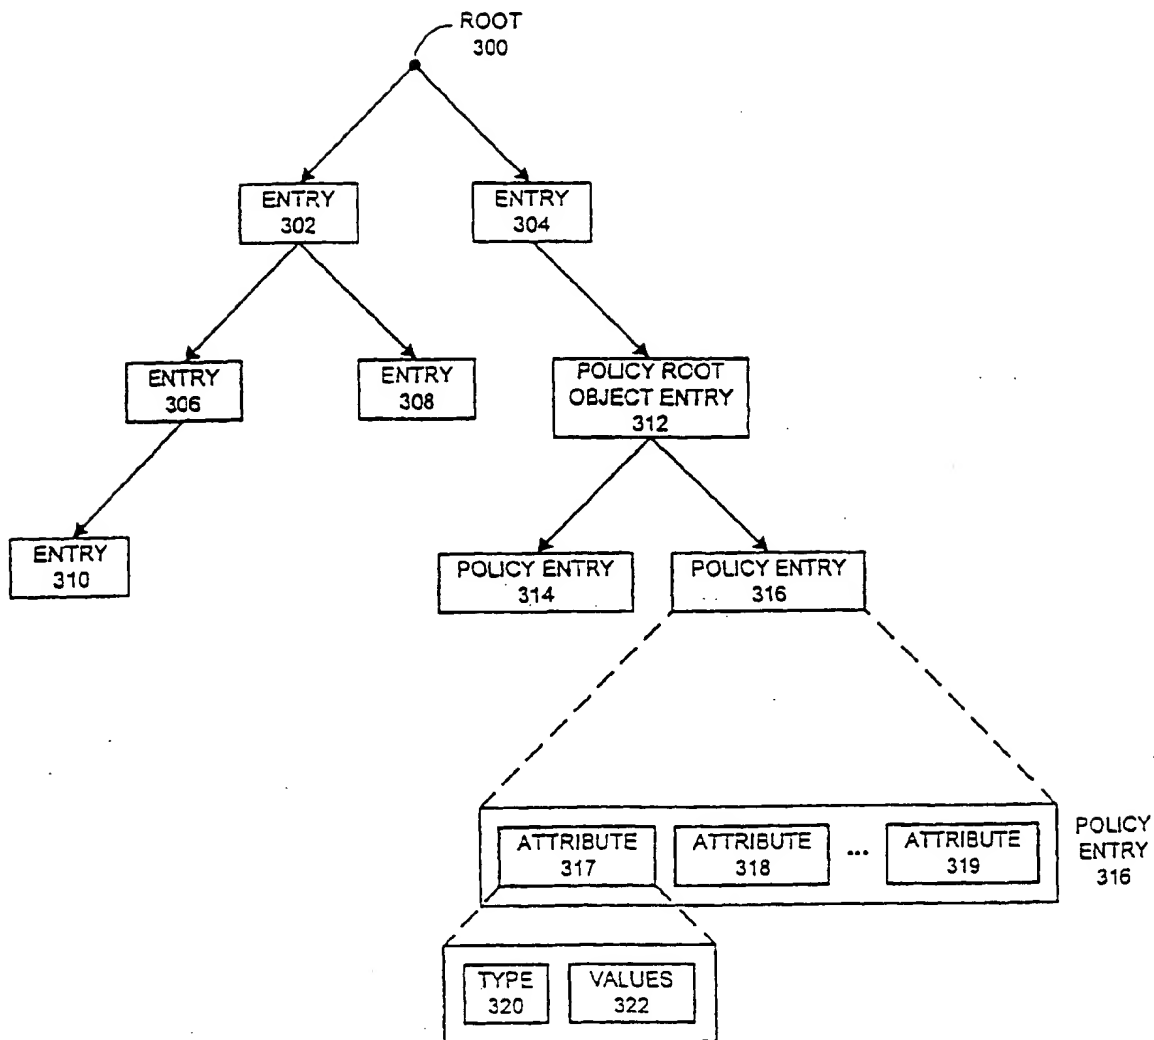 ROOT
300
ENTRY
302
ENTRY
304
ENTRY
306
ENTRY
308
POLICY ROOT
OBJECT ENTRY
312
ENTRY
310
POLICY ENTRY
314
POLICY ENTRY
316
ATTRIBUTE
317
ATTRIBUTE
318
...
ATTRIBUTE
319
POLICY
ENTRY
316
TYPE
320
VALUES
322